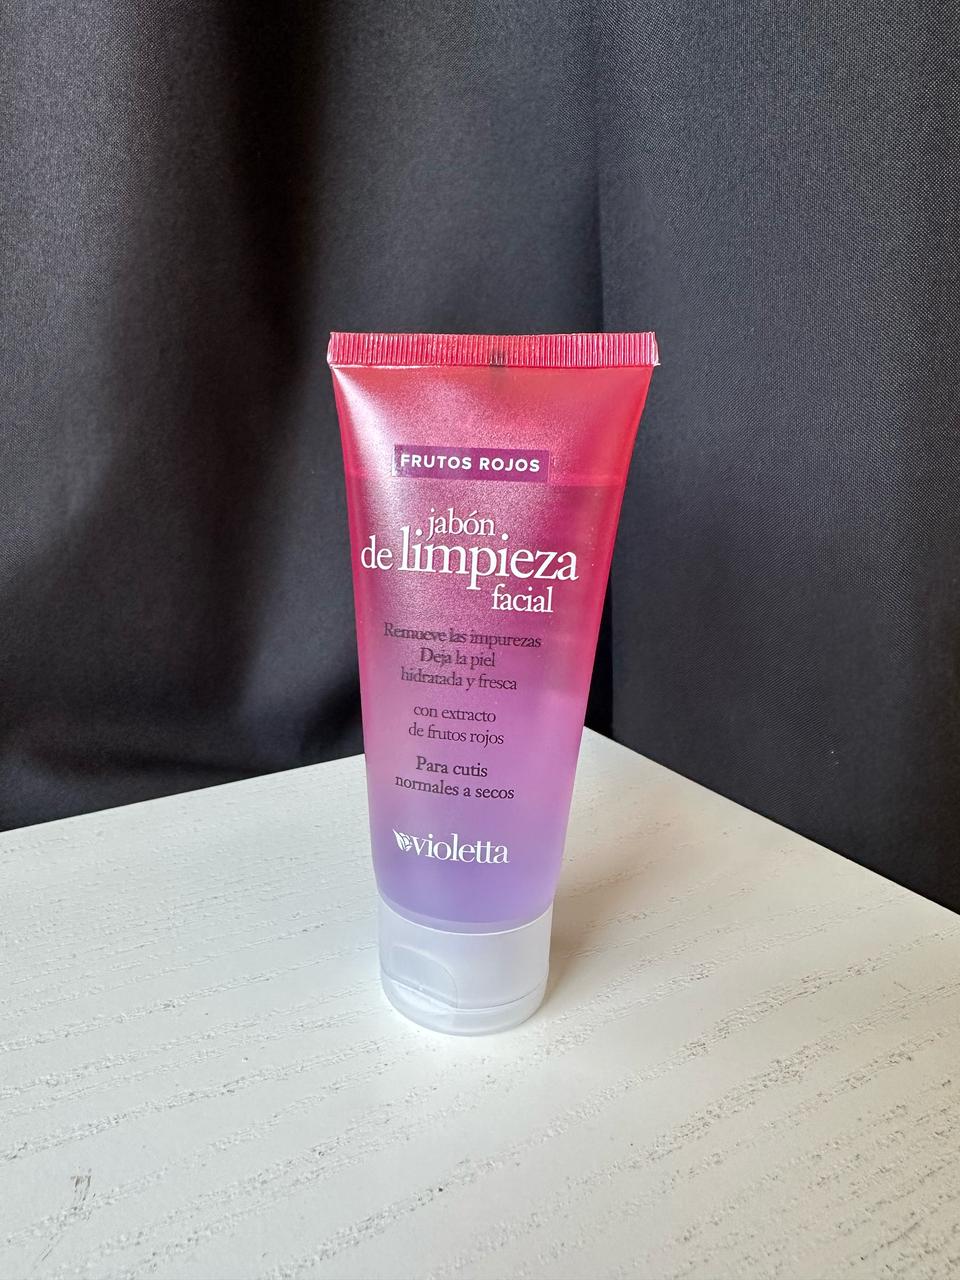 FRUTOS ROJOS
jabón
de limpieza
facial
Remueve las impurezas
Deja la piel
hidratada y fresca
con extracto
de frutos rojos
Para cutis
normales a secos
violetta